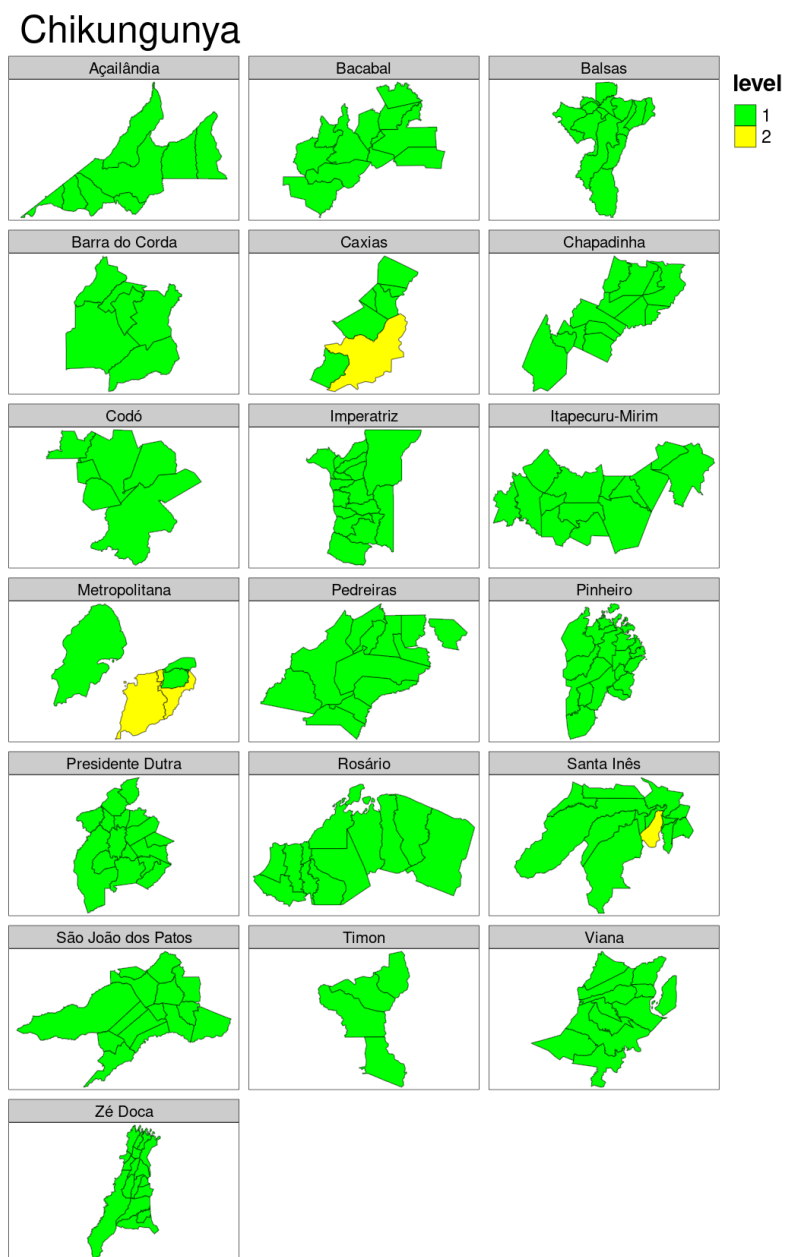 Chikungunya
Açailândia
Bacabal
Balsas
level
1
2
Barra do Corda
Caxias
Chapadinha
Codó
Imperatriz
Itapecuru-Mirim
Metropolitana
Pedreiras
Pinheiro
Presidente Dutra
Rosário
Santa Inês
São João dos Patos
Timon
Viana
Zé Doca